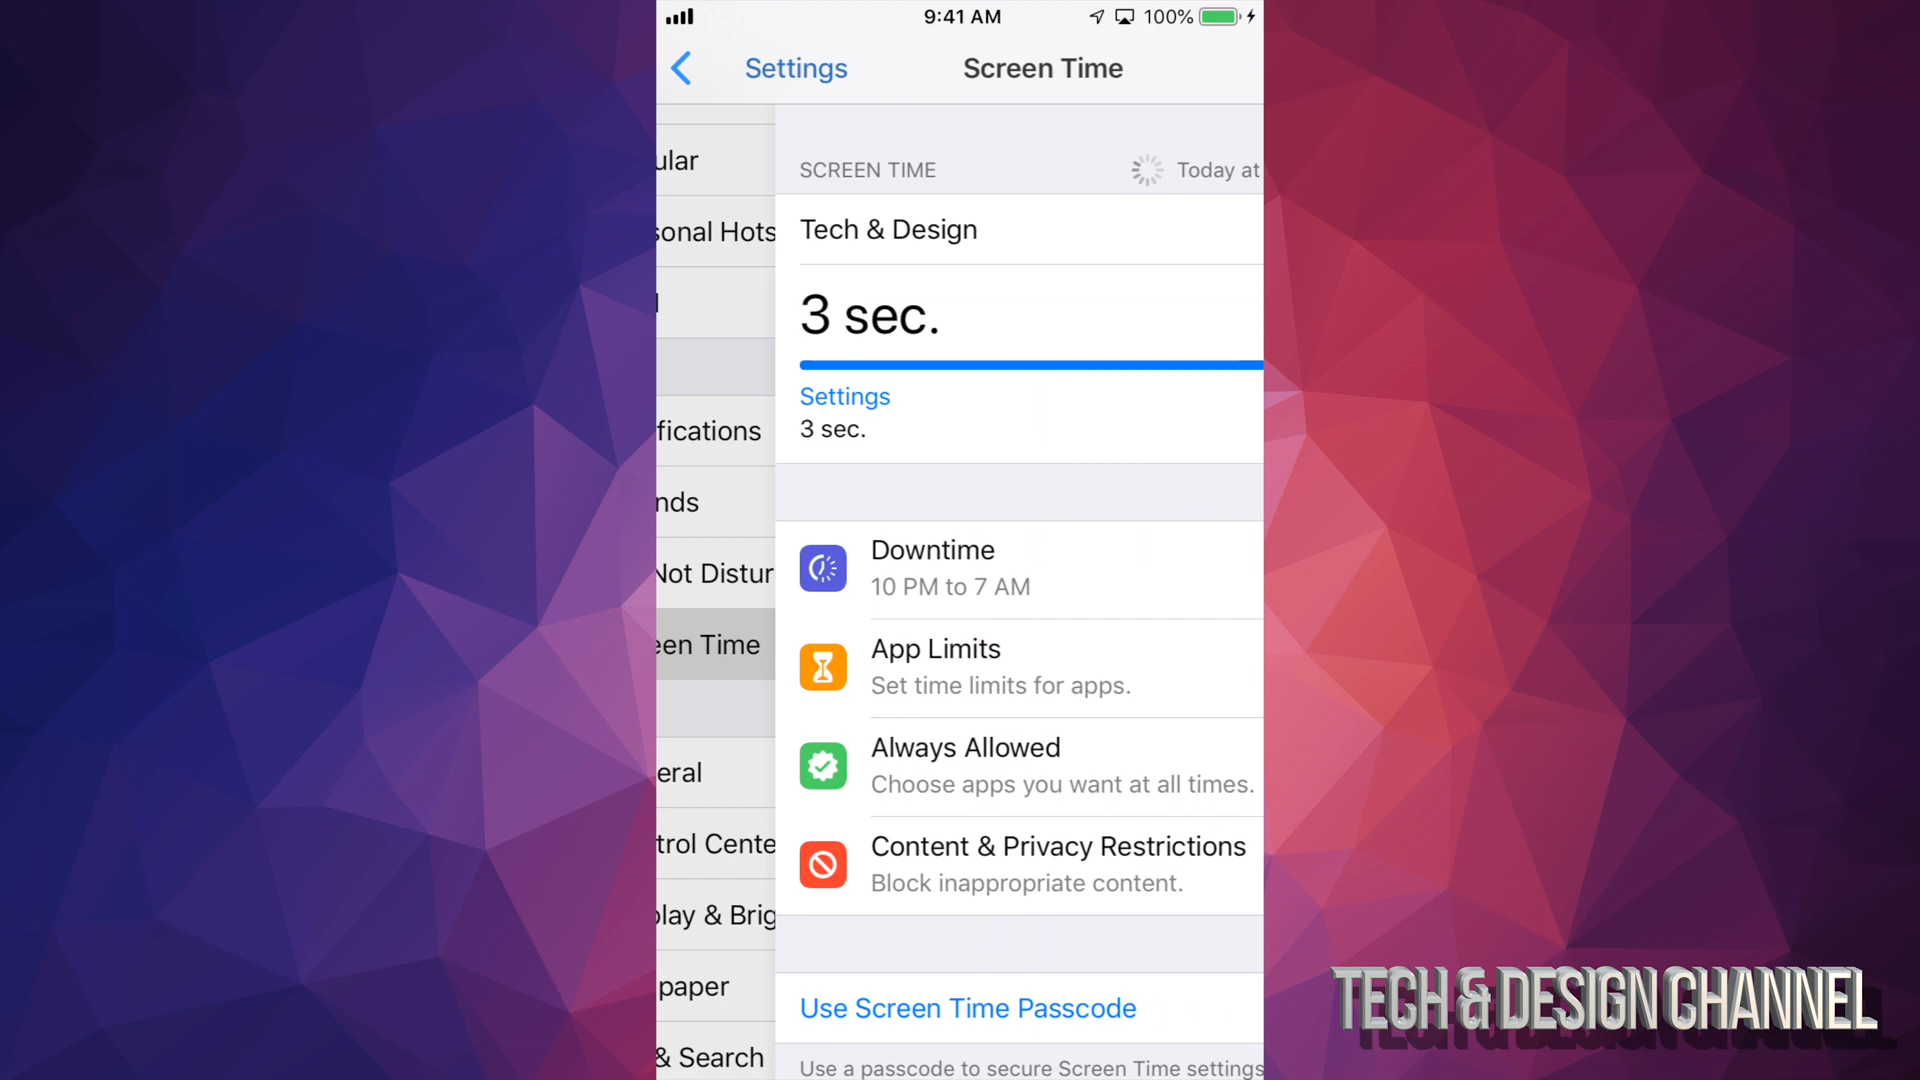 9:41 AM
100%
Settings
Screen Time
ular
sonal Hots
fications
nds
Not Distur
een Time
eral
trol Cente
play & Brig
paper
& Search
SCREEN TIME
Today at
Tech & Design
3 sec.
Settings
3 sec.
Downtime
10 PM to 7 AM
App Limits
Set time limits for apps.
Always Allowed
Choose apps you want at all times.
Content & Privacy Restrictions
Block inappropriate content.
Use Screen Time Passcode
Use a passcode to secure Screen Time settings
TECH & DESIGN CHANNEL